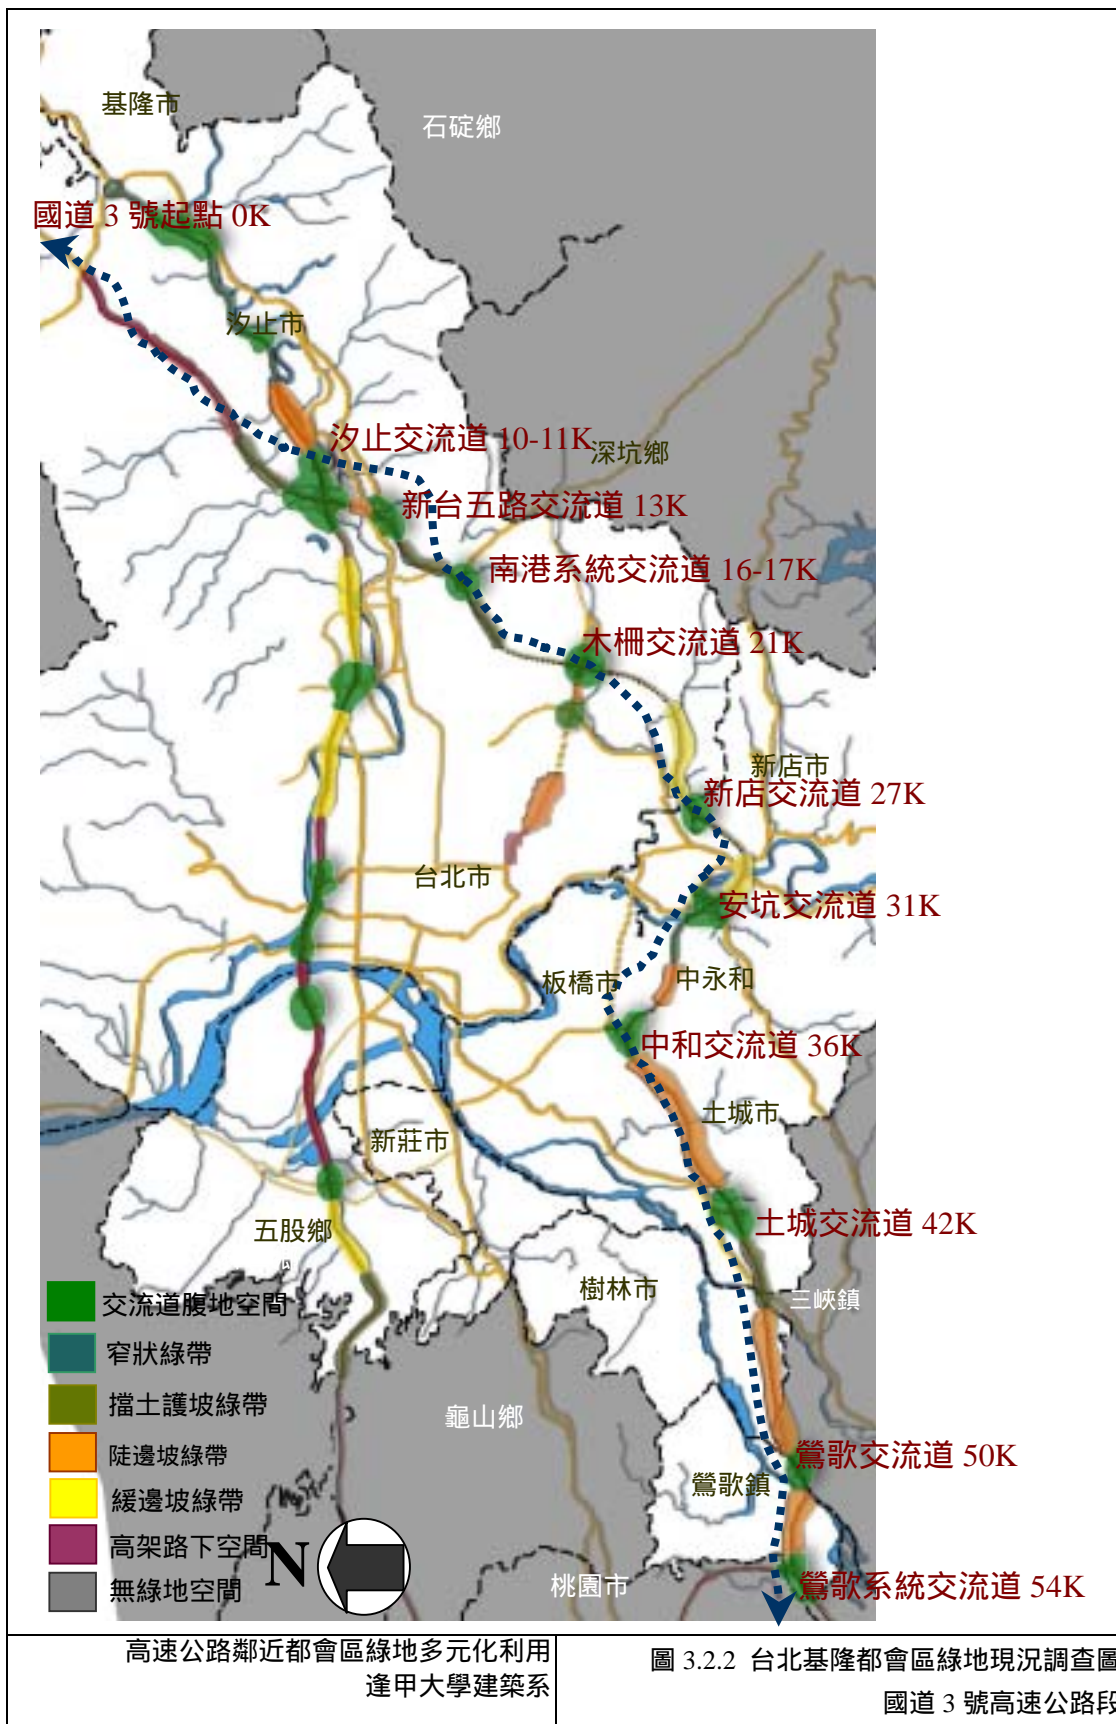 基隆市
石碇鄉
國道 3 號起點 0K
汐止市
汐止交流道 10-11K
深坑鄉
新台五路交流道 13K
南港系統交流道 16-17K
木柵交流道 21K
新店市
新店交流道 27K
台北市
安坑交流道 31K
板橋市
中永和
中和交流道 36K
土城市
新莊市
土城交流道 42K
五股鄉
樹林市
三峽鎮
交流道腹地空間
窄狀綠帶
擋土護坡綠帶
陡邊坡綠帶
緩邊坡綠帶
高架路下空間
無綠地空間
龜山鄉
鶯歌交流道 50K
鶯歌鎮
N
桃園市
鶯歌系統交流道 54K
高速公路鄰近都會區綠地多元化利用
逢甲大學建築系
圖 3.2.2 台北基隆都會區綠地現況調查圖
國道 3 號高速公路段